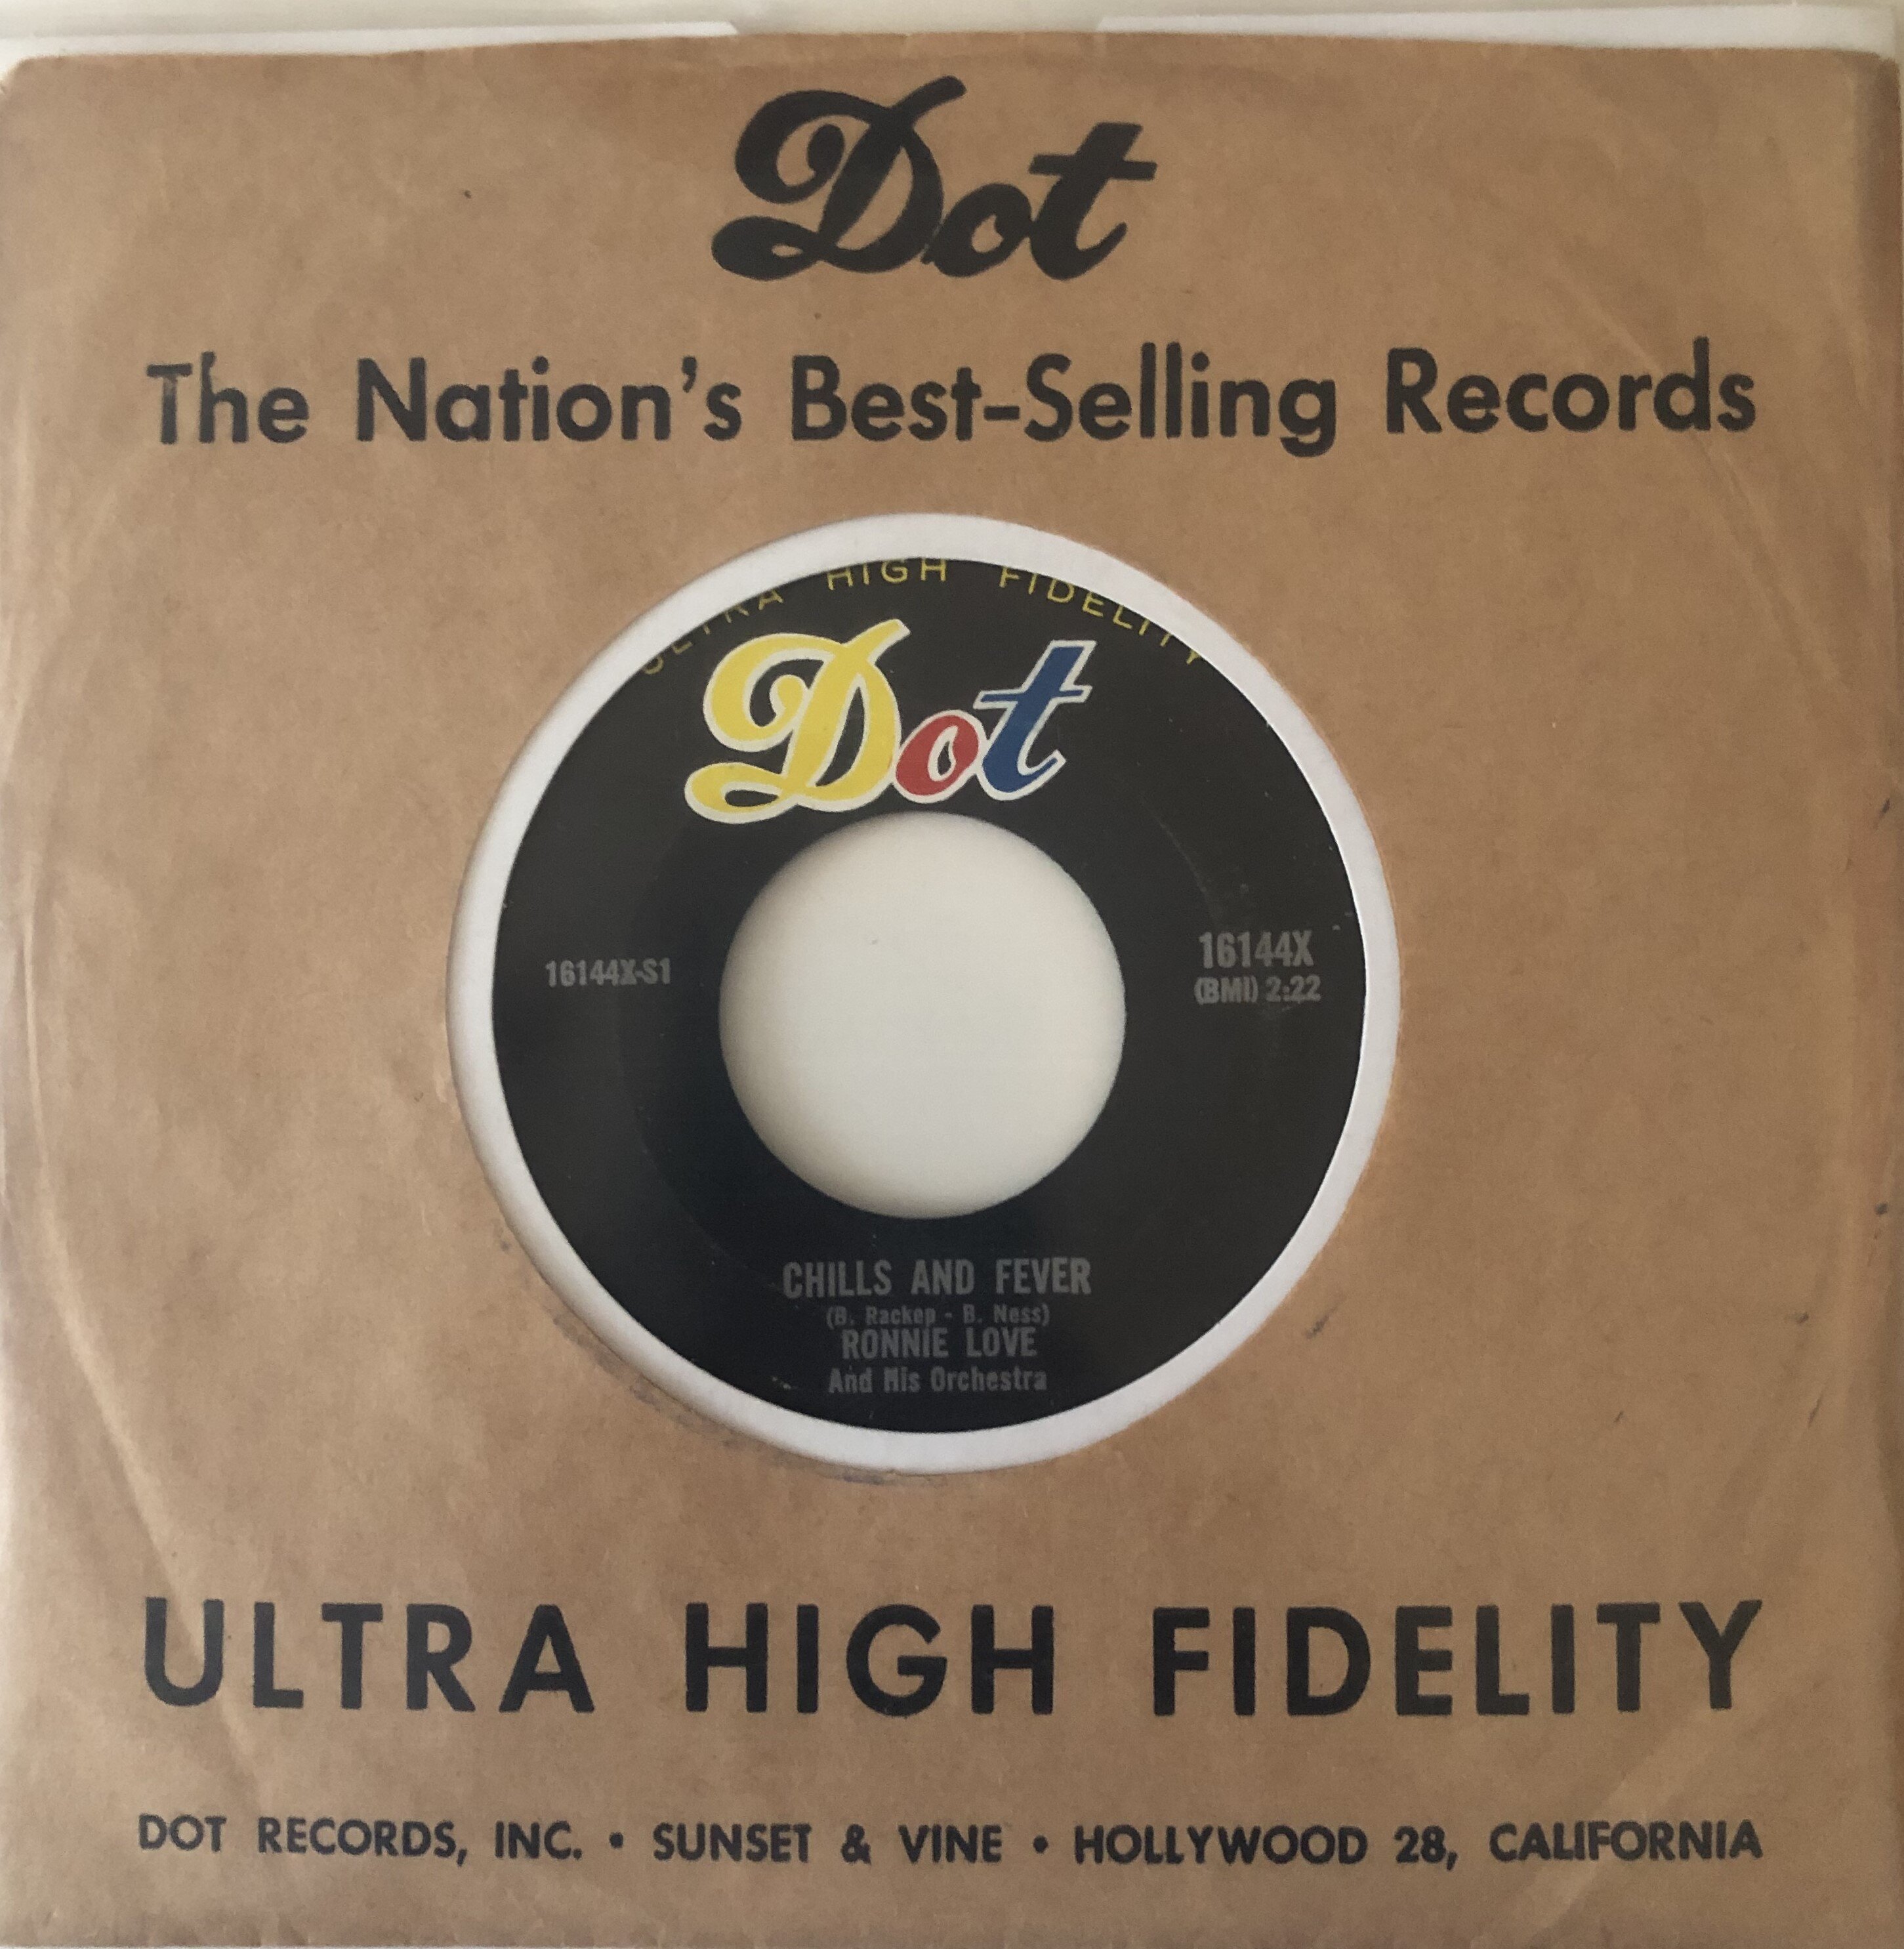 Dot
The Nation's Best-Selling Records
ULTRA HIGH FIDELITY
Dot
16144X-S1
16144X
(BMI) 2:22
CHILLS AND FEVER
(B. Rackep - B. Ness)
RONNIE LOVE
And His Orchestra
ULTRA HIGH FIDELITY
DOT RECORDS, INC. • SUNSET & VINE • HOLLYWOOD 28, CALIFORNIA